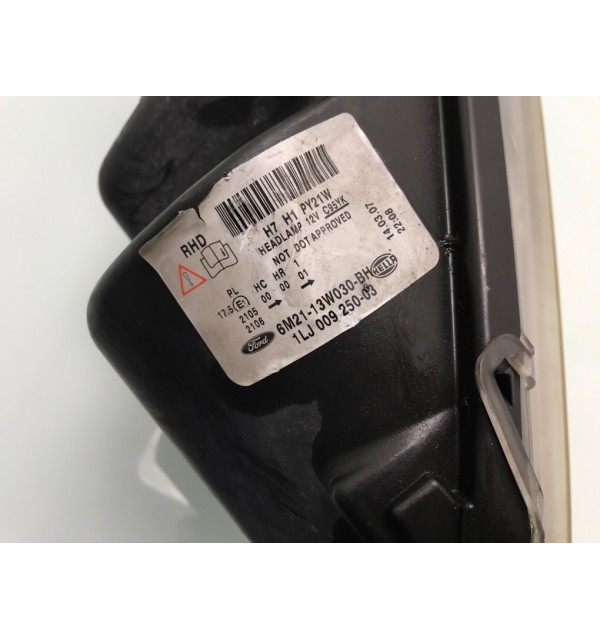 RHD
H7 H1 PY21W
HEADLAMP 12V C95YK
NOT DOT APPROVED
PL HC HR 1
17.5 E1
2105 00 00 01
2106
Ford
6M21-13W030-BH
1LJ 009 250-03
HELLA
14.03.07
22:08